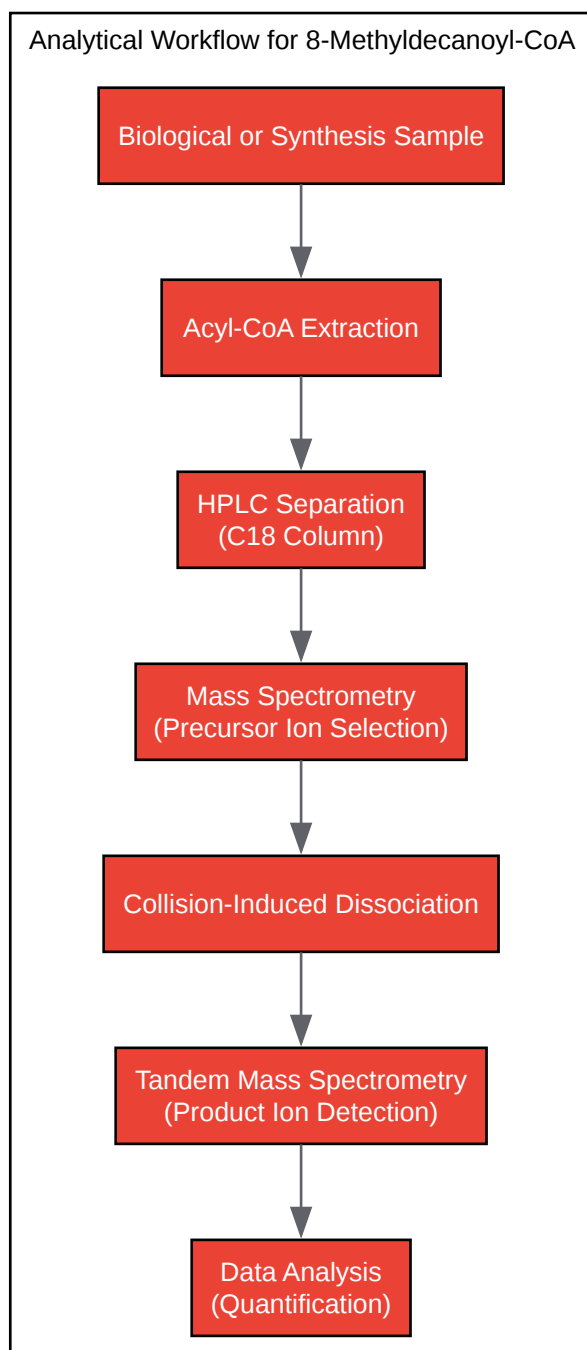 Analytical Workflow for 8-Methyldecanoyl-CoA
Biological or Synthesis Sample
Acyl-CoA Extraction
HPLC Separation
(C18 Column)
Mass Spectrometry
(Precursor Ion Selection)
Collision-Induced Dissociation
Tandem Mass Spectrometry
(Product Ion Detection)
Data Analysis
(Quantification)